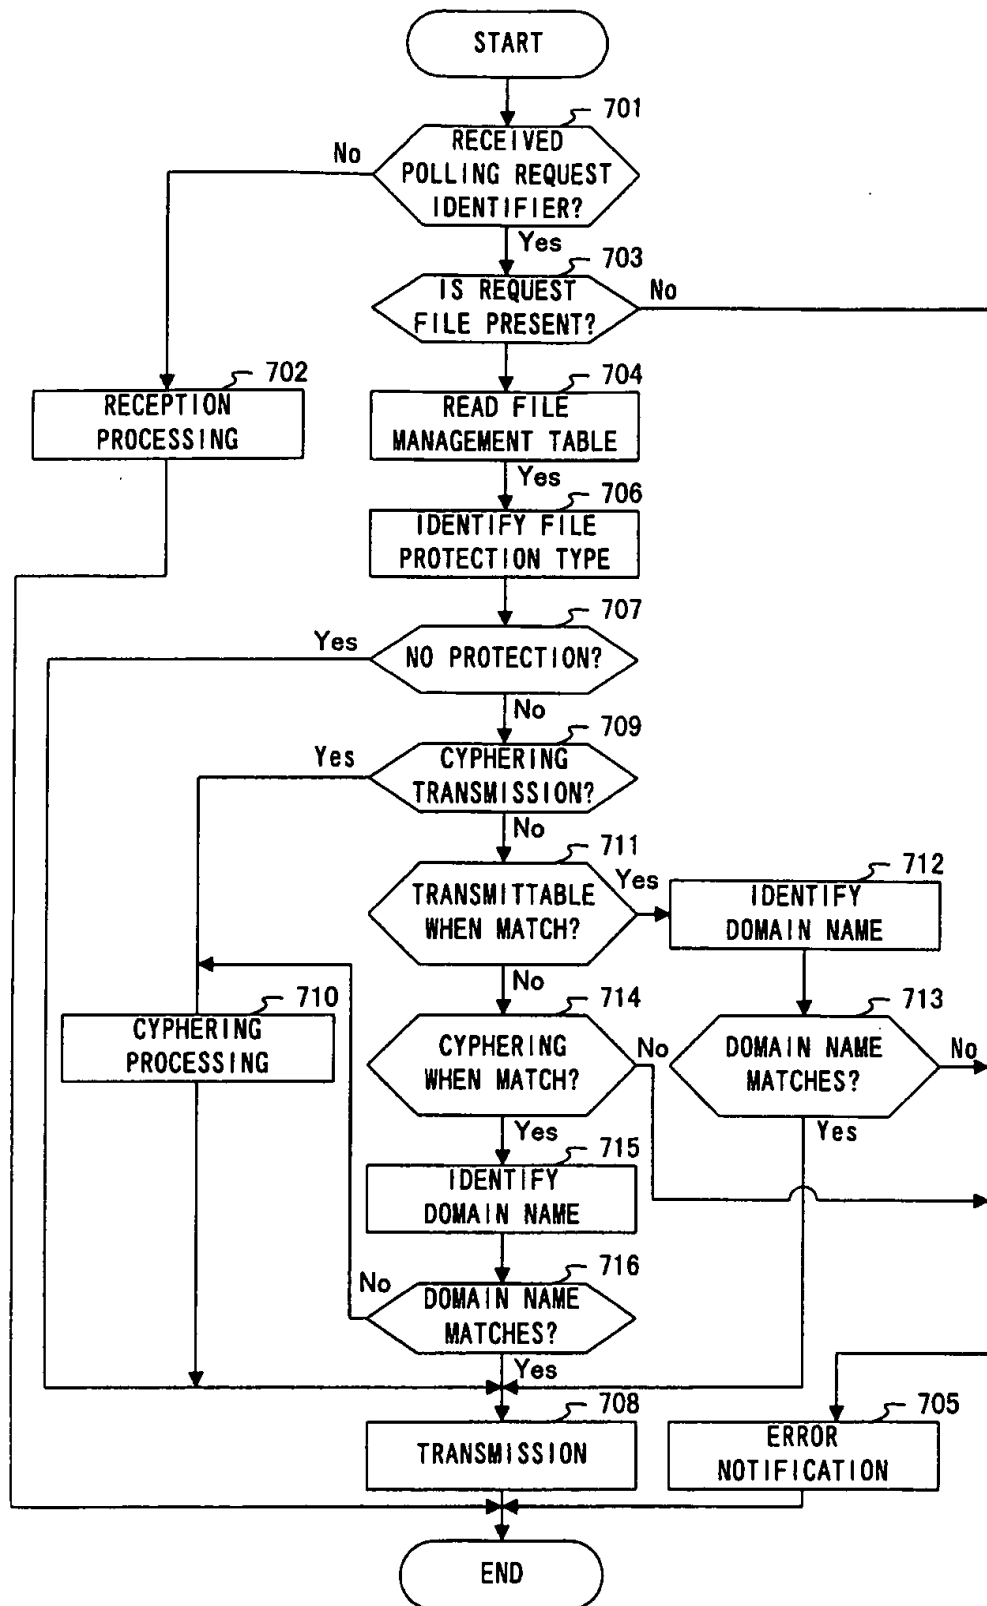 START
701
RECEIVED
POLLING REQUEST
IDENTIFIER?
No
Yes
703
IS REQUEST
FILE PRESENT?
No
702
RECEPTION
PROCESSING
704
READ FILE
MANAGEMENT TABLE
Yes
706
IDENTIFY FILE
PROTECTION TYPE
707
NO PROTECTION?
Yes
No
709
CYPHERING
TRANSMISSION?
Yes
No
711
TRANSMITTABLE
WHEN MATCH?
Yes
712
IDENTIFY
DOMAIN NAME
No
710
CYPHERING
PROCESSING
714
CYPHERING
WHEN MATCH?
No
713
DOMAIN NAME
MATCHES?
No
Yes
Yes
715
IDENTIFY
DOMAIN NAME
716
DOMAIN NAME
MATCHES?
No
Yes
708
TRANSMISSION
705
ERROR
NOTIFICATION
END